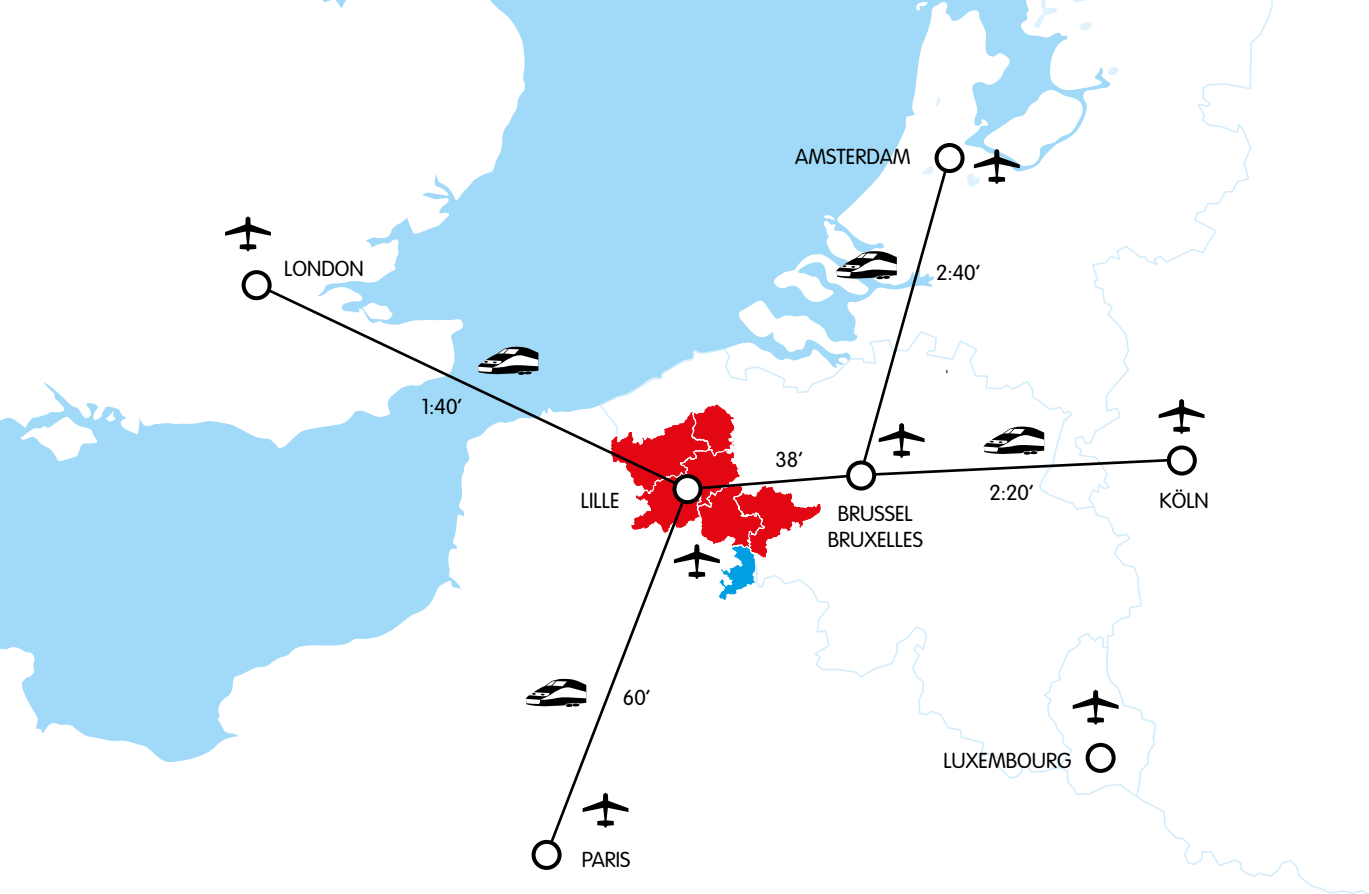 AMSTERDAM
LONDON
2:40′
1:40′
38′
LILLE
2:20′
KÖLN
BRUSSEL
BRUXELLES
60′
LUXEMBOURG
PARIS